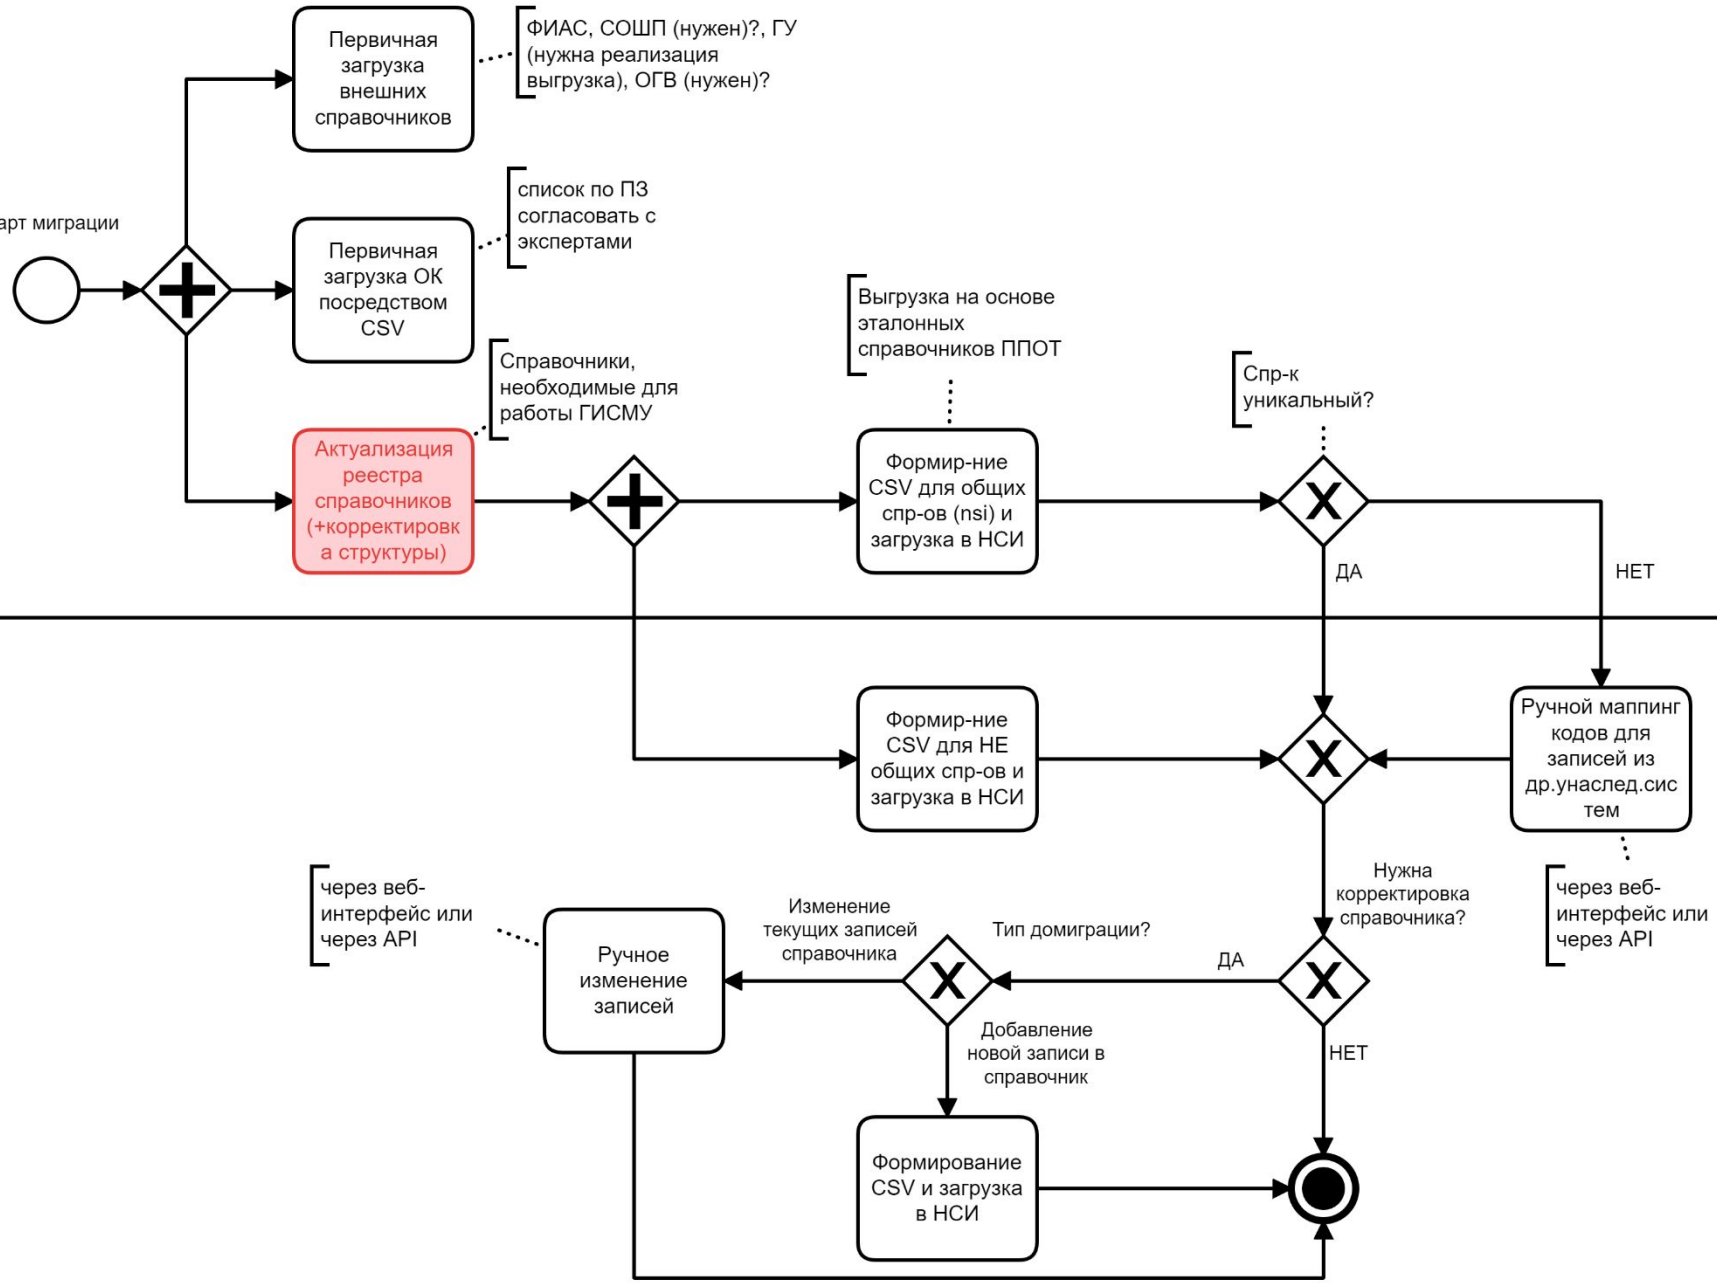 Первичная
загрузка
внешних
справочников
ФИАС, СОШП (нужен)?, ГУ
(нужна реализация
выгрузка), ОГВ (нужен)?
арт миграции
Первичная
загрузка ОК
посредством
CSV
список по ПЗ
согласовать с
экспертами
Справочники,
необходимые для
работы ГИСМУ
Актуализация
реестра
справочников
(+корректировк
а структуры)
Выгрузка на основе
эталонных
справочников ППОТ
Формир-ние
CSV для общих
спр-ов (nsi) и
загрузка в НСИ
Спр-к
уникальный?
X
ДА
НЕТ
Формир-ние
CSV для НЕ
общих спр-ов и
загрузка в НСИ
X
Ручной маппинг
кодов для
записей из
др.унаслед.сис
тем
через веб-
интерфейс или
через API
Нужна
корректировка
справочника?
X
ДА
НЕТ
Тип домиграции?
X
Изменение
текущих записей
справочника
Ручное
изменение
записей
через веб-
интерфейс или
через API
Добавление
новой записи в
справочник
Формирование
CSV и загрузка
в НСИ